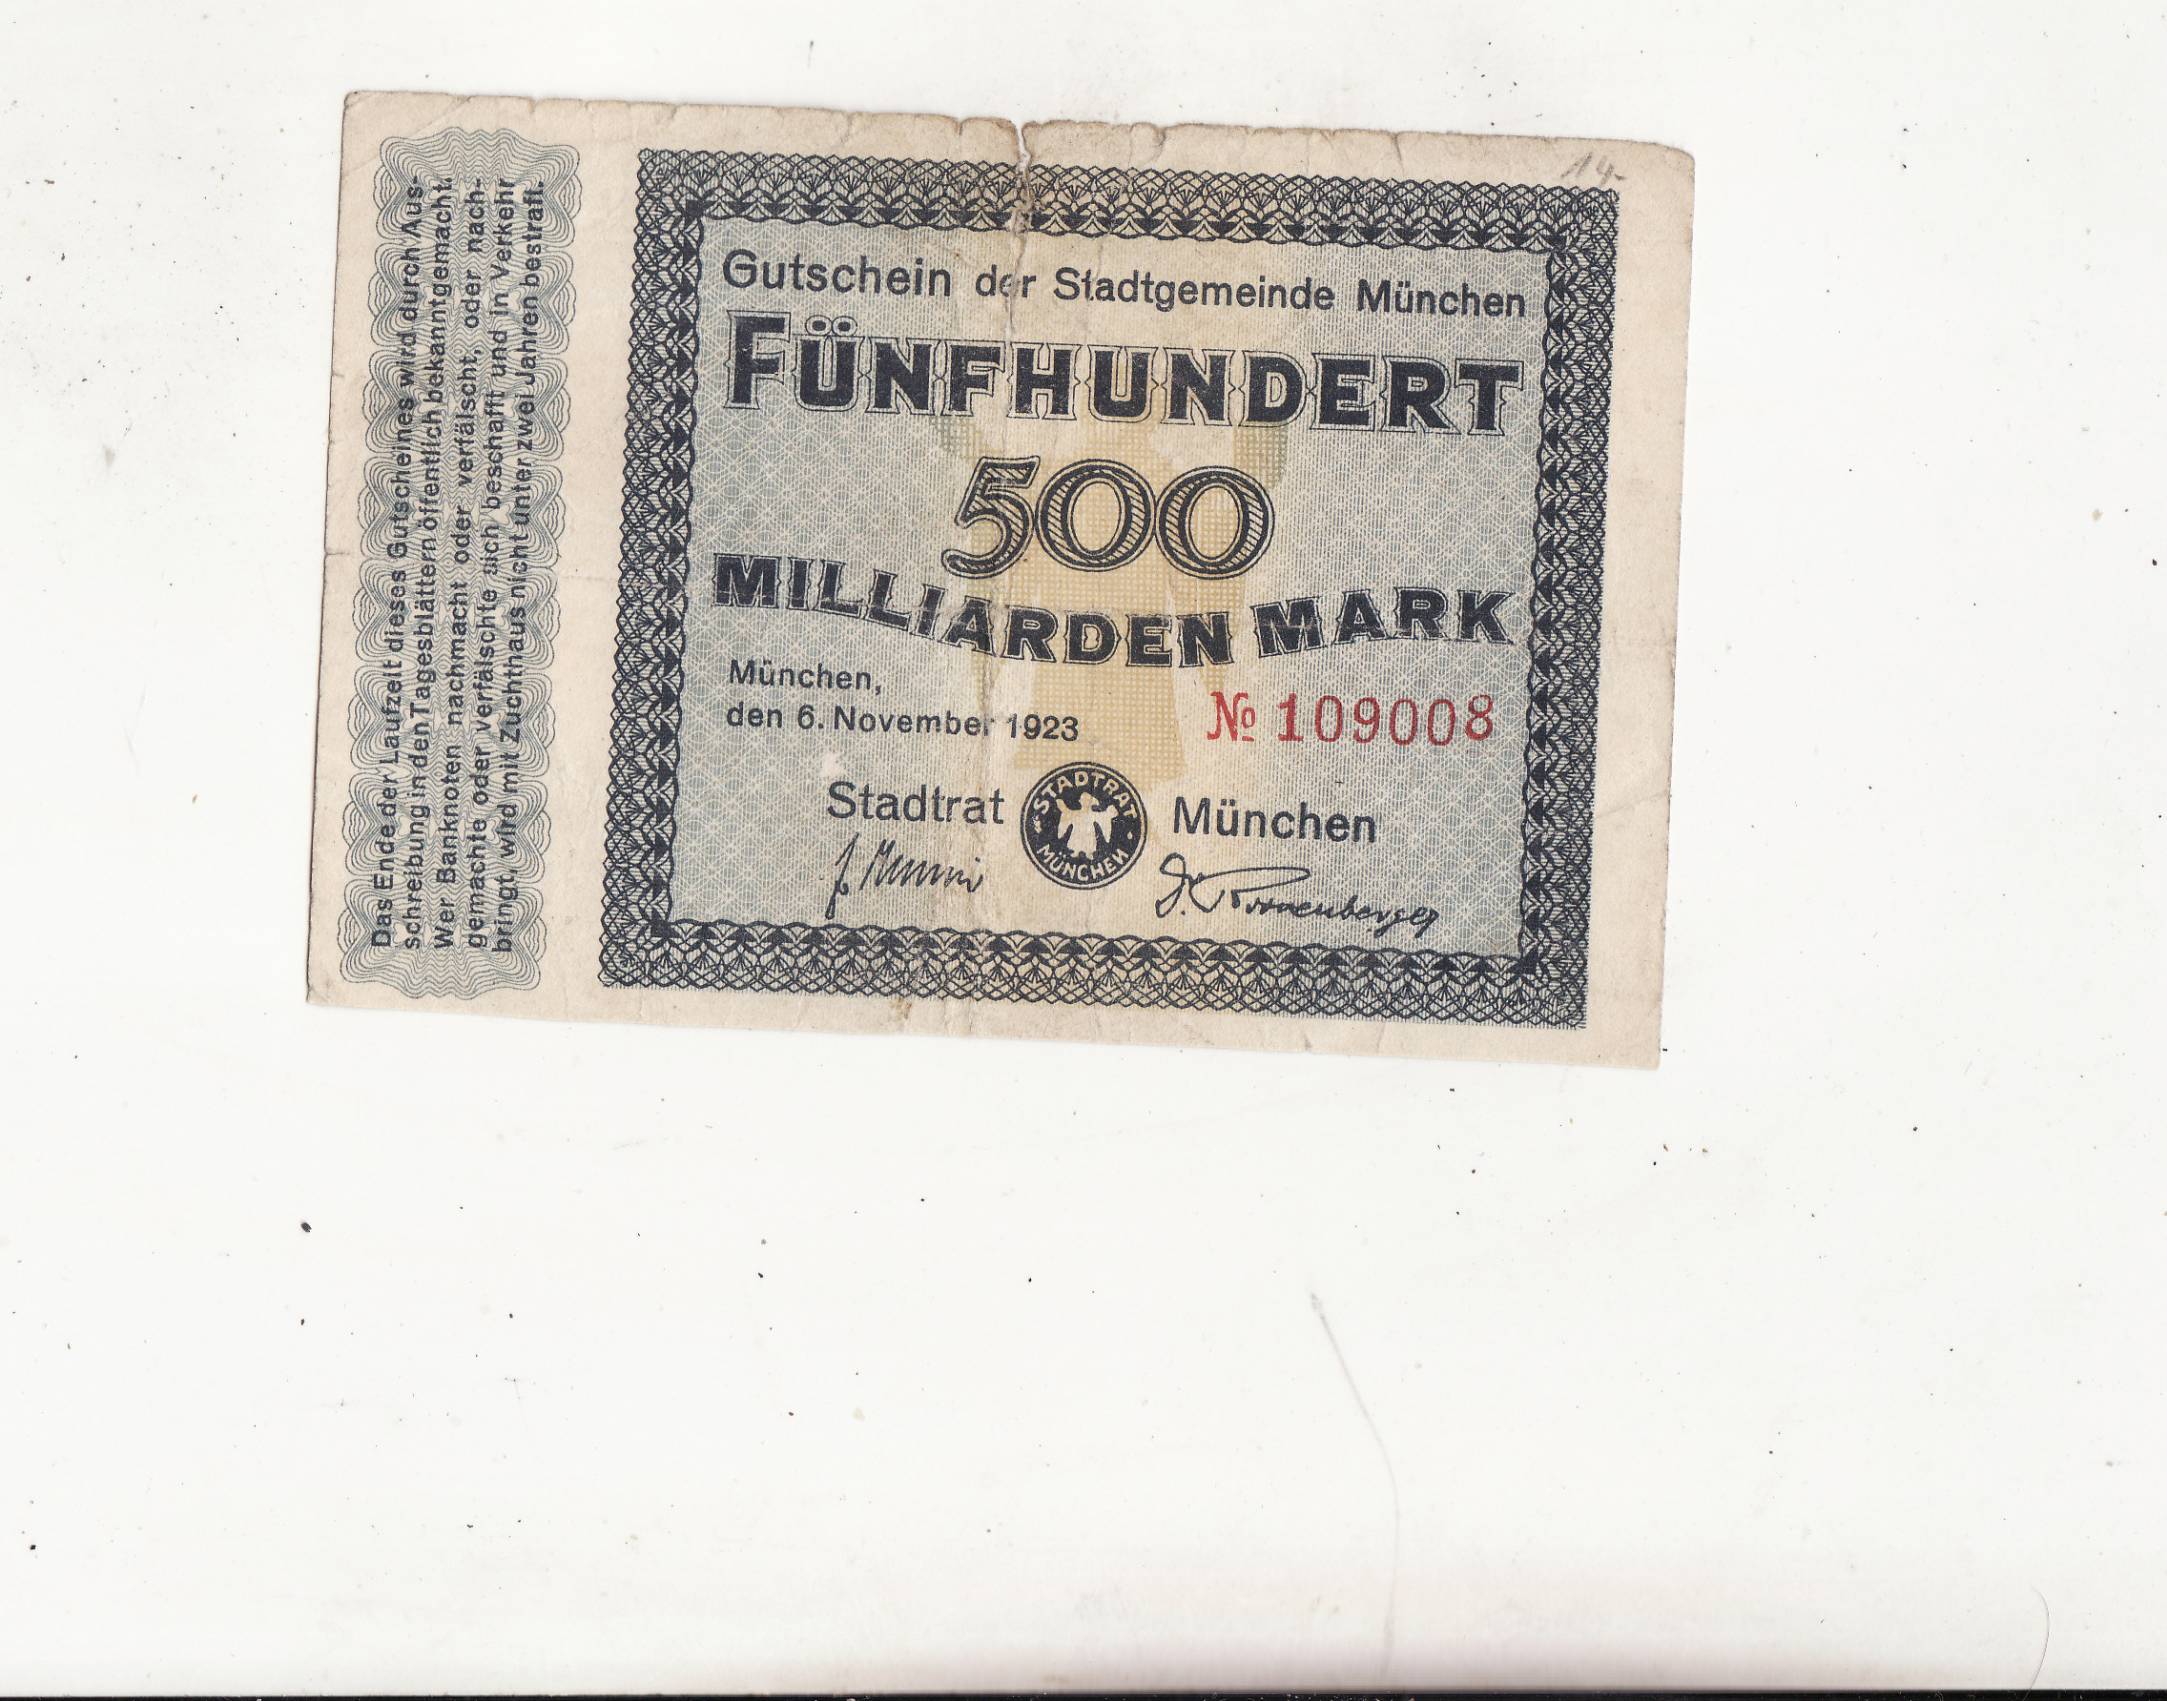 Gutschein der Stadtgemeinde München
FÜNFHUNDERT
500
MILLIARDEN MARK
München,
den 6. November 1923
№ 109008
Stadtrat München
STADTRAT MÜNCHEN
14-
Das Ende der Laufzeit dieses Gutscheines wird durch Aus-
schreibung in den Tagesblättern öffentlich bekanntgemacht.
Wer Banknoten nachmacht oder verfälscht, oder nach-
gemachte oder verfälschte sich beschafft und in Verkehr
bringt, wird mit Zuchthaus nicht unter zwei Jahren bestraft.